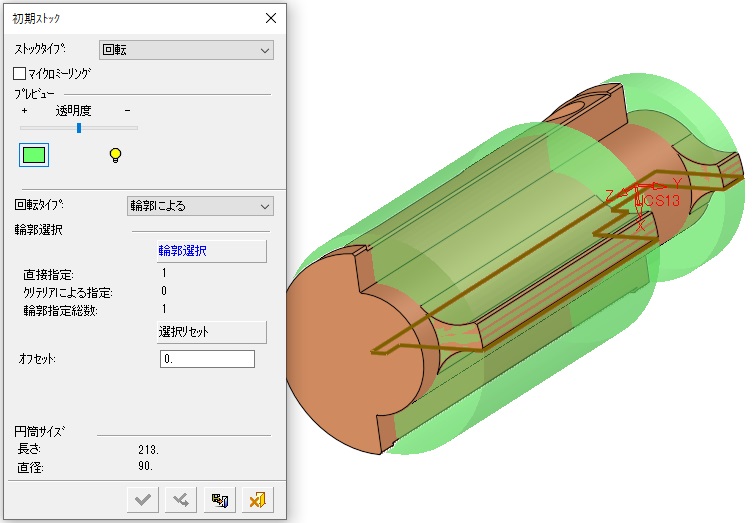 初期ｽﾄｯｸ
ｽﾄｯｸﾀｲﾌﾟ:
回転
ﾏｲｸﾛﾐｰﾘﾝｸﾞ
ﾌﾟﾚﾋﾞｭｰ
+ 透明度 -
回転ﾀｲﾌﾟ:
輪郭による
輪郭選択
輪郭選択
直接指定: 1
ｸﾘﾃﾘｱによる指定: 0
輪郭指定総数: 1
選択ﾘｾｯﾄ
ｵﾌｾｯﾄ: 0.
円筒ｻｲｽﾞ
長さ: 213.
直径: 90.
Z
Y
UCS13
X